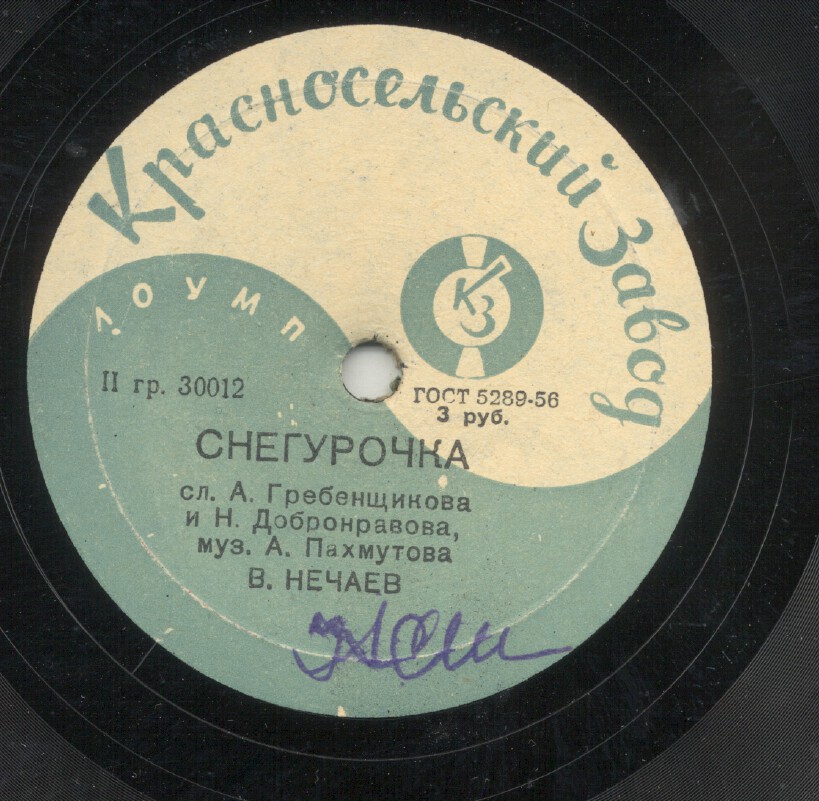 Красносельский Завод
ЛОУМП
КЗ
II гр. 30012
ГОСТ 5289-56
3 руб.
СНЕГУРОЧКА
сл. А. Гребенщикова
и Н. Добронравова,
муз. А. Пахмутова
В. НЕЧАЕВ